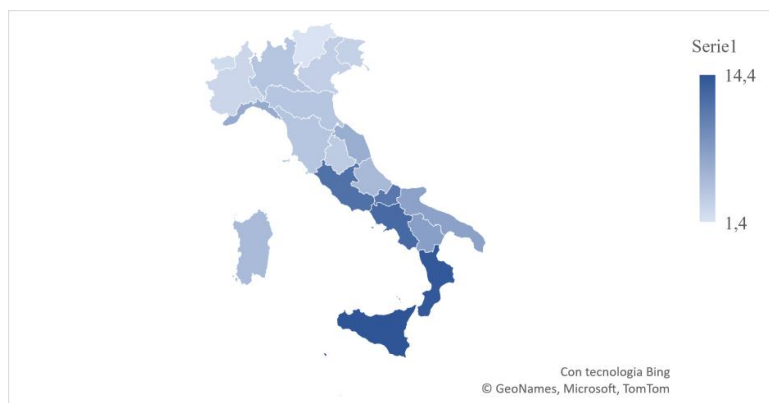 Serie1
14,4
1,4
Con tecnologia Bing
© GeoNames, Microsoft, TomTom